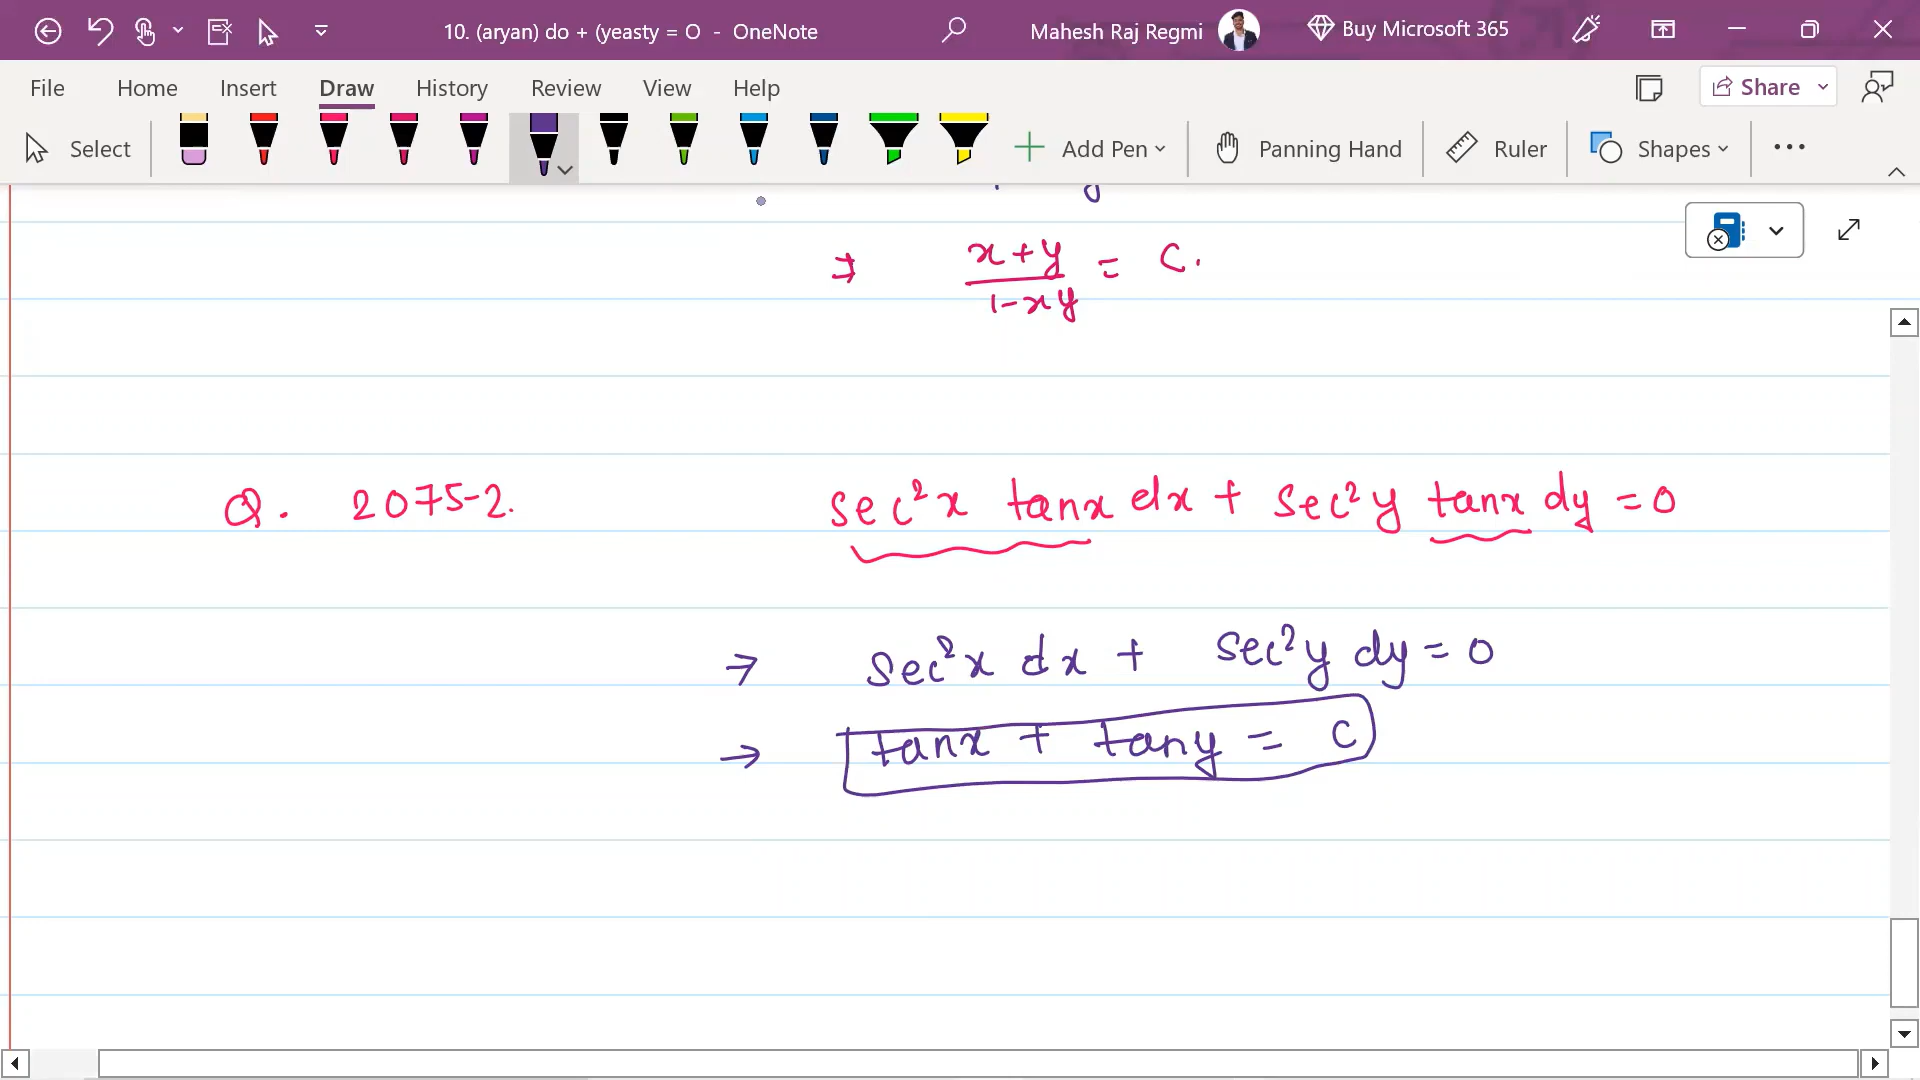 10. (aryan) do + (yeasty = O - OneNote
Mahesh Raj Regmi
Buy Microsoft 365
File Home Insert Draw History Review View Help
Share
Select
Add Pen
Panning Hand
Ruler
Shapes
⇒ x+y/1-xy = c.
Q. 2075-2. sec²x tanx dx + sec²y tanx dy = 0
→ sec²x dx + sec²y dy = 0
→ tanx + tany = c